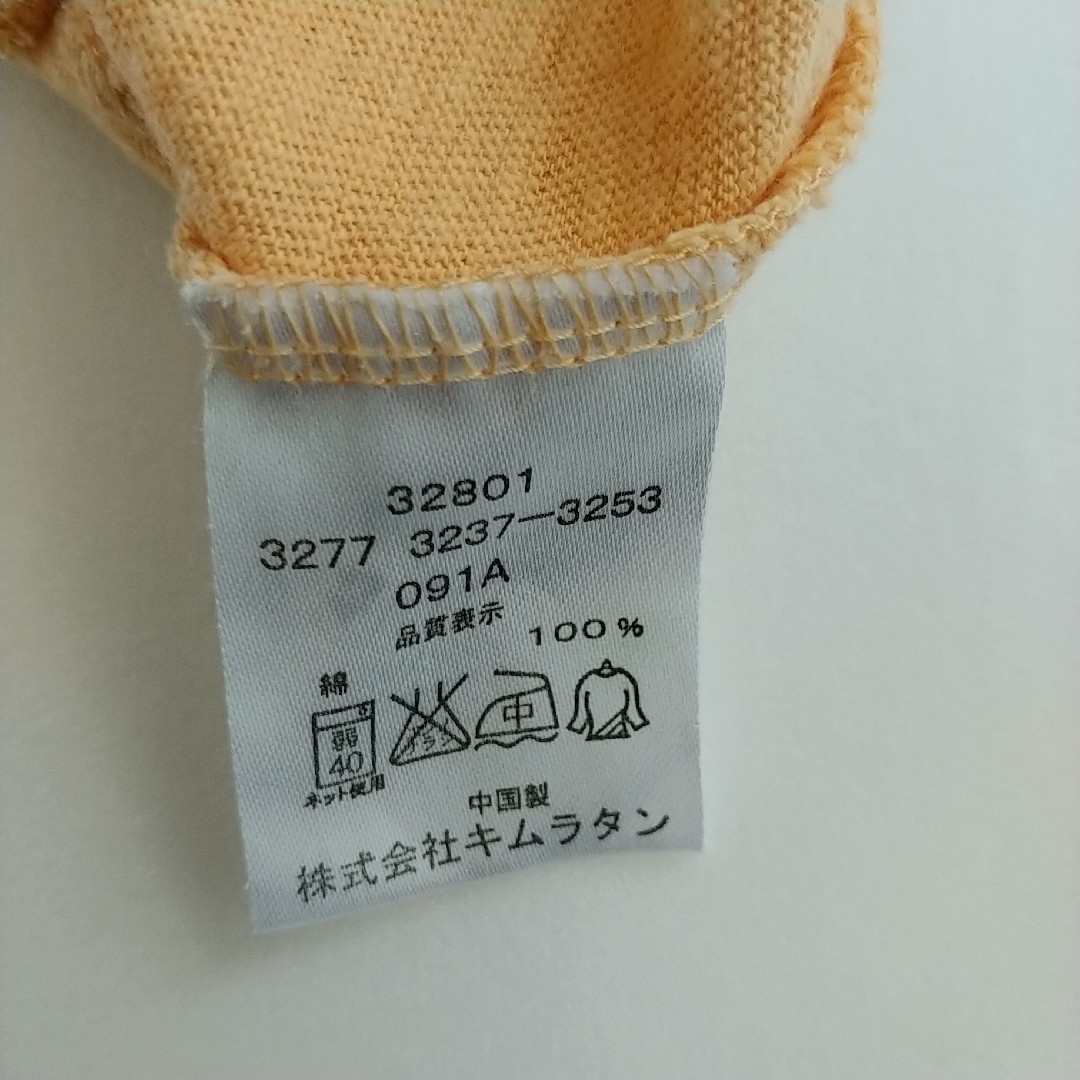 32801
3277 3237—3253
091A
品質表示
綿 100%
弱
40
中
ネット使用
中国製
株式会社キムラタン